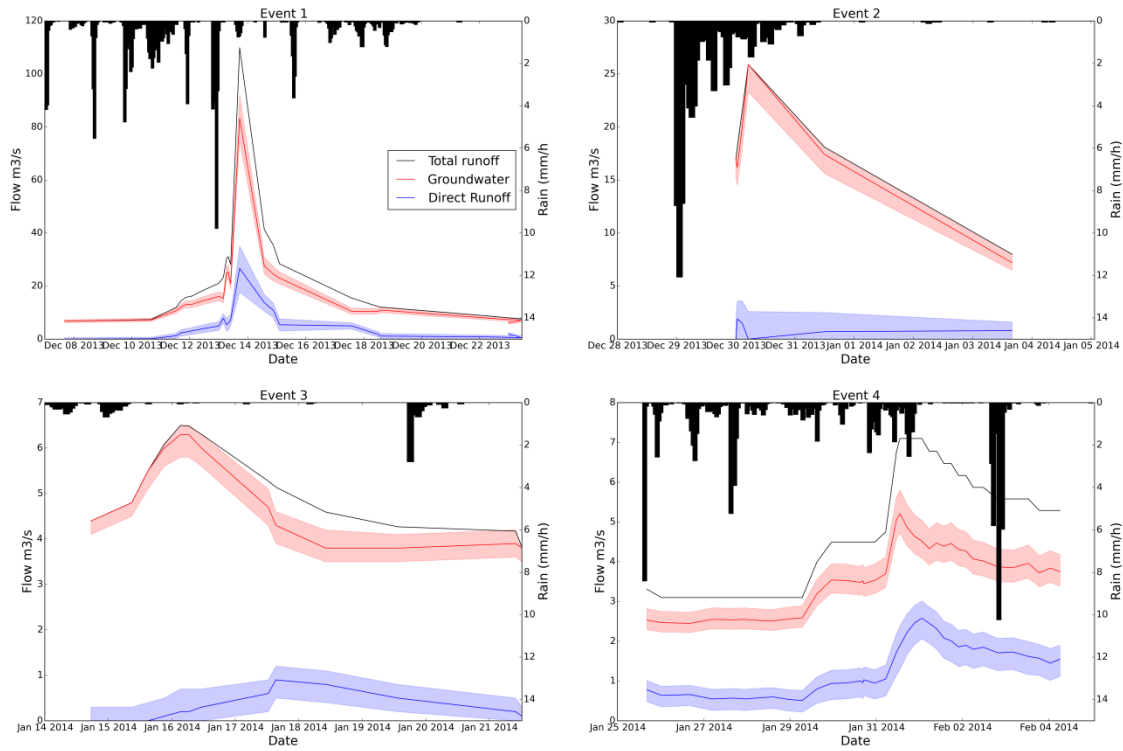 Event 1
120
100
80
60
40
20
0
Flow m3/s
0
2
4
6
8
10
12
14
Rain (mm/h)
Total runoff
Groundwater
Direct Runoff
Dec 08 2013 Dec 10 2013 Dec 12 2013 Dec 14 2013 Dec 16 2013 Dec 18 2013 Dec 20 2013 Dec 22 2013
Date
Event 2
30
25
20
15
10
5
0
Flow m3/s
0
2
4
6
8
10
12
14
Rain (mm/h)
Dec 28 2013 Dec 29 2013 Dec 30 2013 Dec 31 2013 Jan 01 2014 Jan 02 2014 Jan 03 2014 Jan 04 2014 Jan 05 2014
Date
Event 3
7
6
5
4
3
2
1
0
Flow m3/s
0
2
4
6
8
10
12
14
Rain (mm/h)
Jan 14 2014 Jan 15 2014 Jan 16 2014 Jan 17 2014 Jan 18 2014 Jan 19 2014 Jan 20 2014 Jan 21 2014
Date
Event 4
8
7
6
5
4
3
2
1
0
Flow m3/s
0
2
4
6
8
10
12
14
Rain (mm/h)
Jan 25 2014 Jan 27 2014 Jan 29 2014 Jan 31 2014 Feb 02 2014 Feb 04 2014
Date